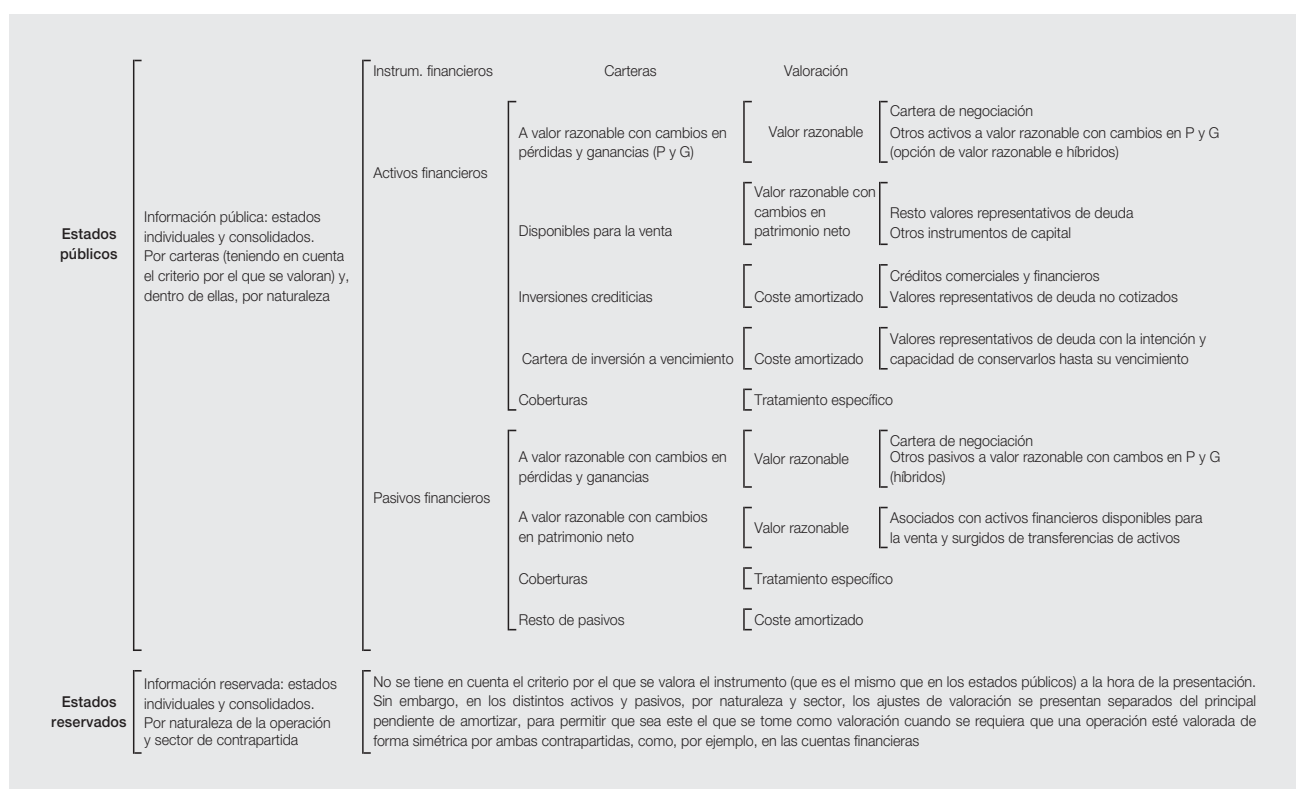 Estados
públicos
Información pública: estados
individuales y consolidados.
Por carteras (teniendo en cuenta
el criterio por el que se valoran) y,
dentro de ellas, por naturaleza
Instrum. financieros
Carteras
Valoración
Activos financieros
A valor razonable con cambios en
pérdidas y ganancias (P y G)
Valor razonable
Cartera de negociación
Otros activos a valor razonable con cambios en P y G
(opción de valor razonable e híbridos)
Disponibles para la venta
Valor razonable con
cambios en
patrimonio neto
Resto valores representativos de deuda
Otros instrumentos de capital
Inversiones crediticias
Coste amortizado
Créditos comerciales y financieros
Valores representativos de deuda no cotizados
Cartera de inversión a vencimiento
Coste amortizado
Valores representativos de deuda con la intención y
capacidad de conservarlos hasta su vencimiento
Coberturas
Tratamiento específico
Pasivos financieros
A valor razonable con cambios en
pérdidas y ganancias
Valor razonable
Cartera de negociación
Otros pasivos a valor razonable con cambos en P y G
(híbridos)
A valor razonable con cambios
en patrimonio neto
Valor razonable
Asociados con activos financieros disponibles para
la venta y surgidos de transferencias de activos
Coberturas
Tratamiento específico
Resto de pasivos
Coste amortizado
Estados
reservados
Información reservada: estados
individuales y consolidados.
Por naturaleza de la operación
y sector de contrapartida
No se tiene en cuenta el criterio por el que se valora el instrumento (que es el mismo que en los estados públicos) a la hora de la presentación.
Sin embargo, en los distintos activos y pasivos, por naturaleza y sector, los ajustes de valoración se presentan separados del principal
pendiente de amortizar, para permitir que sea este el que se tome como valoración cuando se requiera que una operación esté valorada de
forma simétrica por ambas contrapartidas, como, por ejemplo, en las cuentas financieras